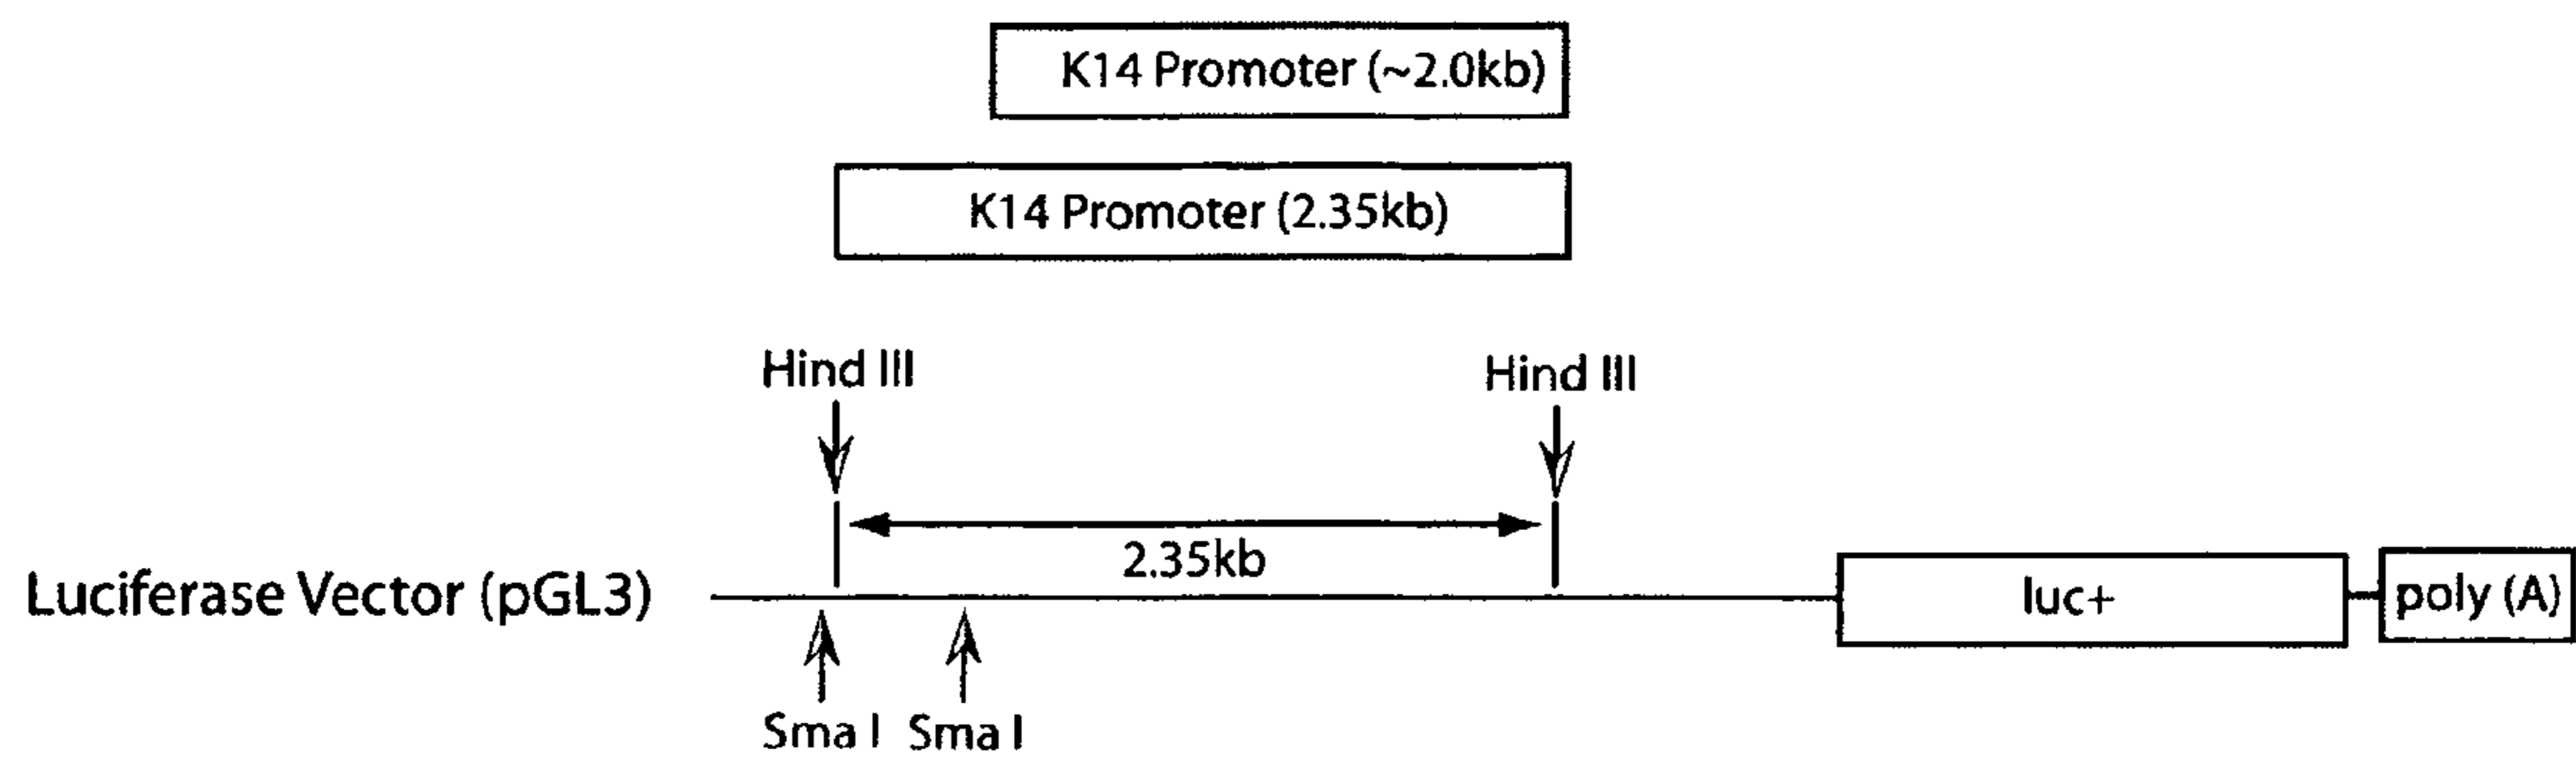 K14 Promoter (~2.0kb)
K14 Promoter (2.35kb)
Hind III
Hind III
2.35kb
Luciferase Vector (pGL3)
luc+
poly (A)
Sma I
Sma I